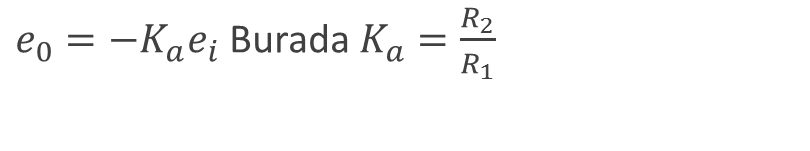 e₀ = −Kₐeᵢ Burada Kₐ = R₂/R₁